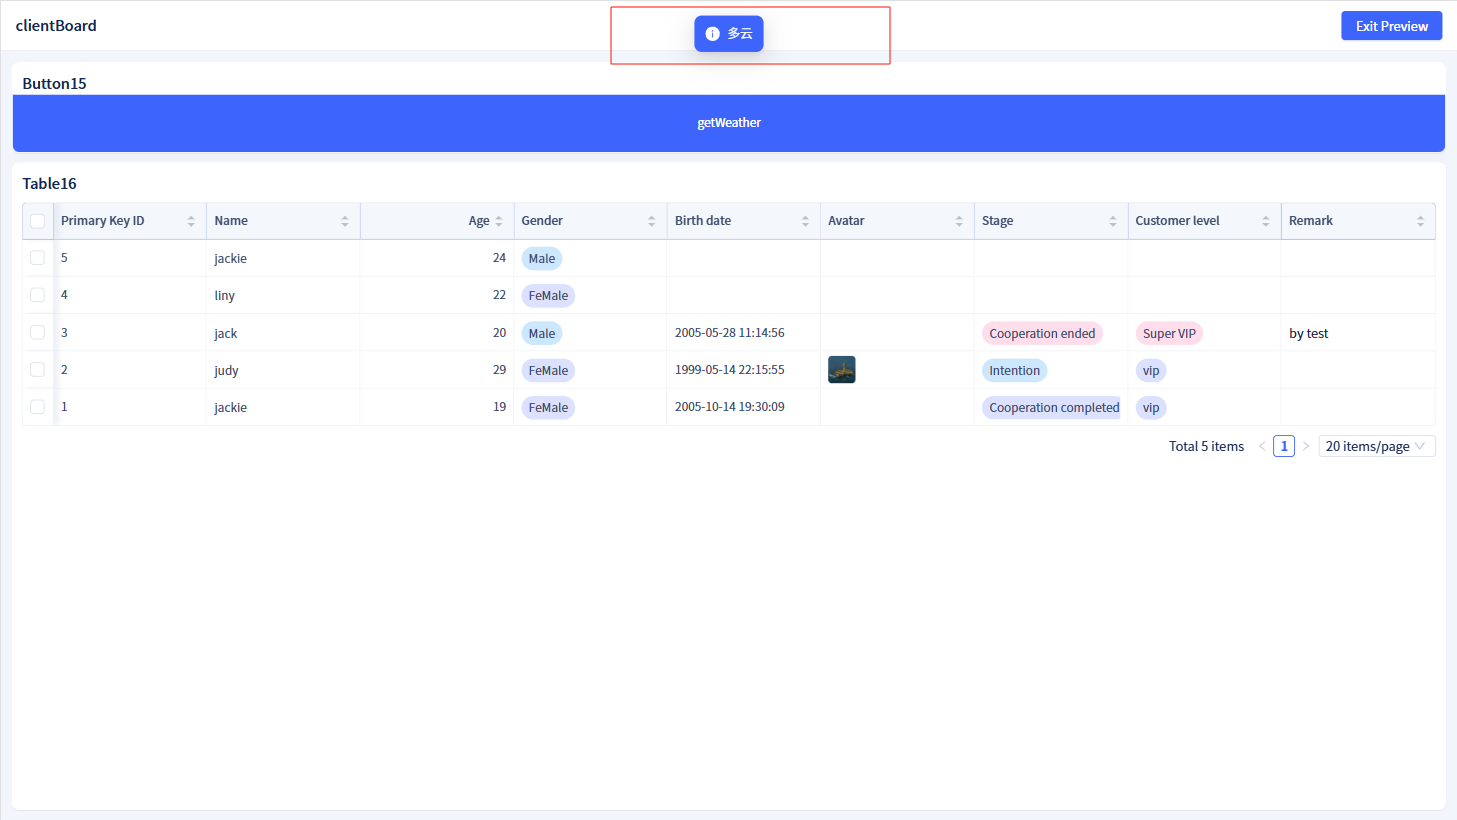 clientBoard
多云
Exit Preview
Button15
getWeather
Table16
Primary Key ID Name Age Gender Birth date Avatar Stage Customer level Remark
5 jackie 24 Male
4 liny 22 FeMale
3 jack 20 Male 2005-05-28 11:14:56 Cooperation ended Super VIP by test
2 judy 29 FeMale 1999-05-14 22:15:55 Intention vip
1 jackie 19 FeMale 2005-10-14 19:30:09 Cooperation completed vip
Total 5 items < 1 > 20 items/page